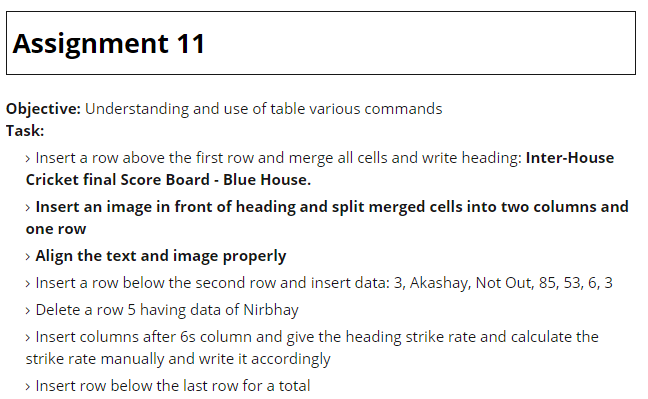 Assignment 11
Objective: Understanding and use of table various commands
Task:
› Insert a row above the first row and merge all cells and write heading: Inter-House
Cricket final Score Board - Blue House.
› Insert an image in front of heading and split merged cells into two columns and
one row
› Align the text and image properly
› Insert a row below the second row and insert data: 3, Akashay, Not Out, 85, 53, 6, 3
› Delete a row 5 having data of Nirbhay
› Insert columns after 6s column and give the heading strike rate and calculate the
strike rate manually and write it accordingly
› Insert row below the last row for a total